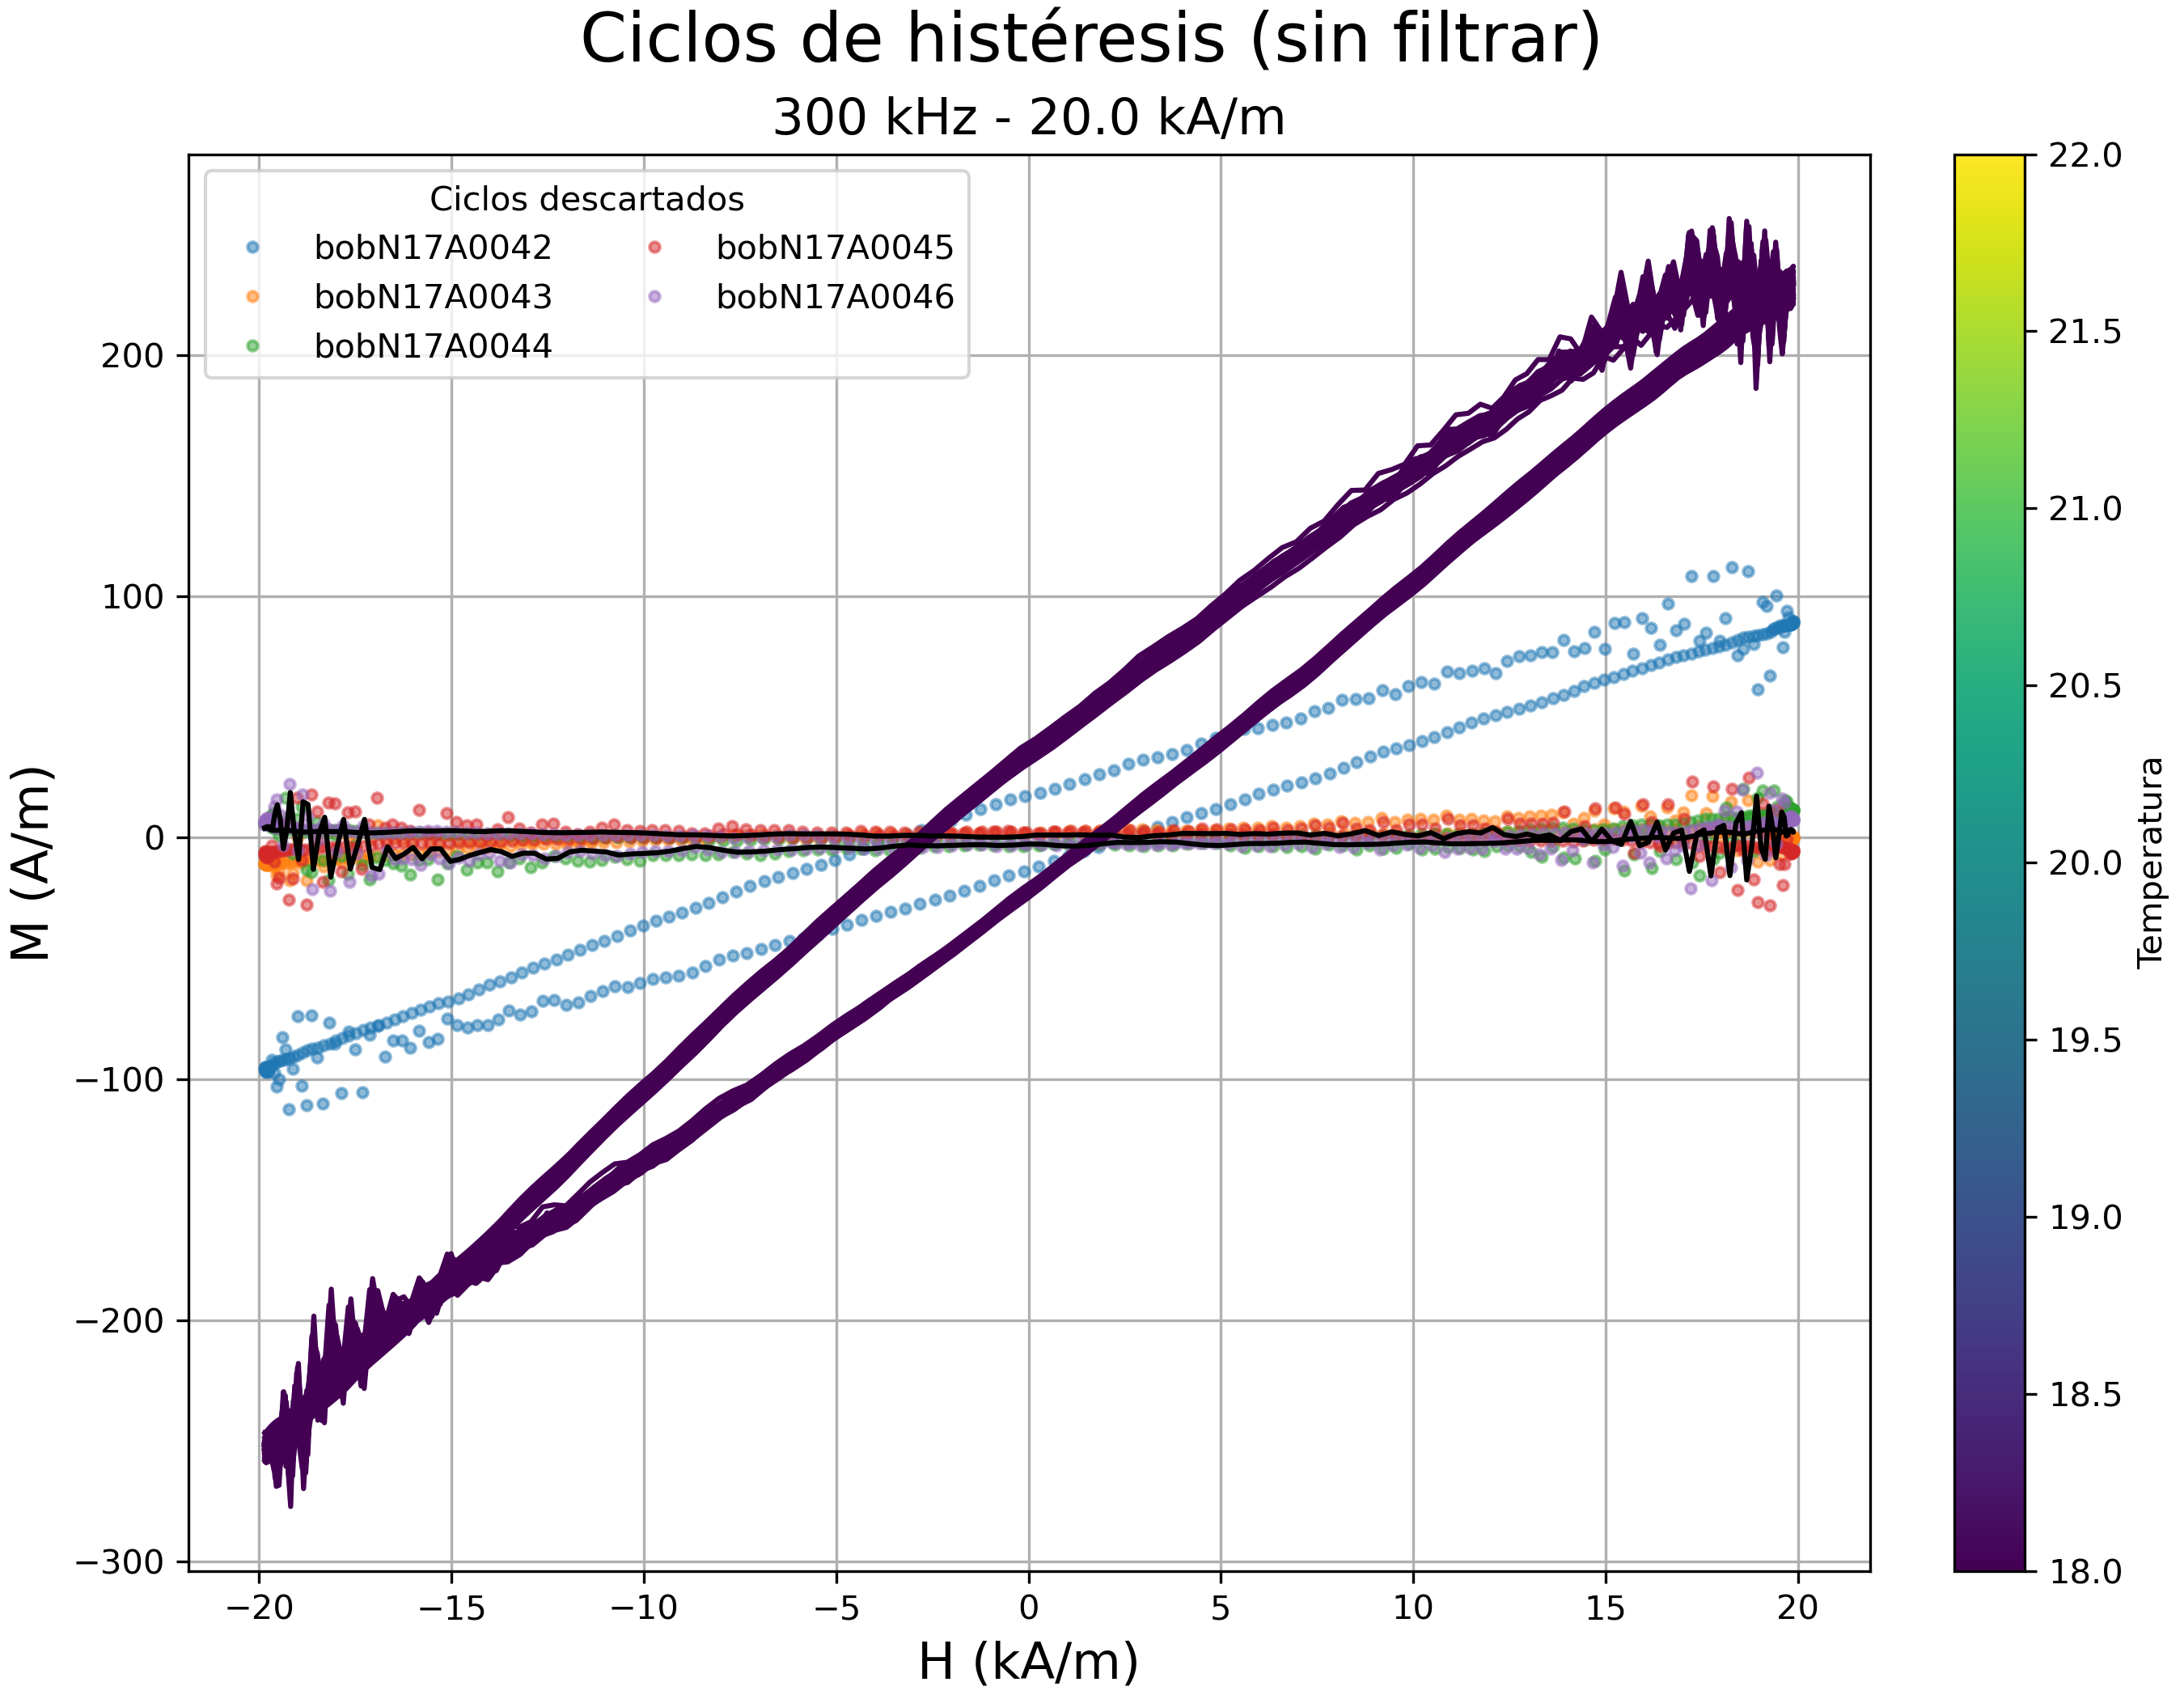 Ciclos de histéresis (sin filtrar)
300 kHz - 20.0 kA/m
Ciclos descartados
bobN17A0042
bobN17A0043
bobN17A0044
bobN17A0045
bobN17A0046
M (A/m)
200
100
0
−100
−200
−300
−20 −15 −10 −5 0 5 10 15 20
H (kA/m)
22.0
21.5
21.0
20.5
20.0
19.5
19.0
18.5
18.0
Temperatura